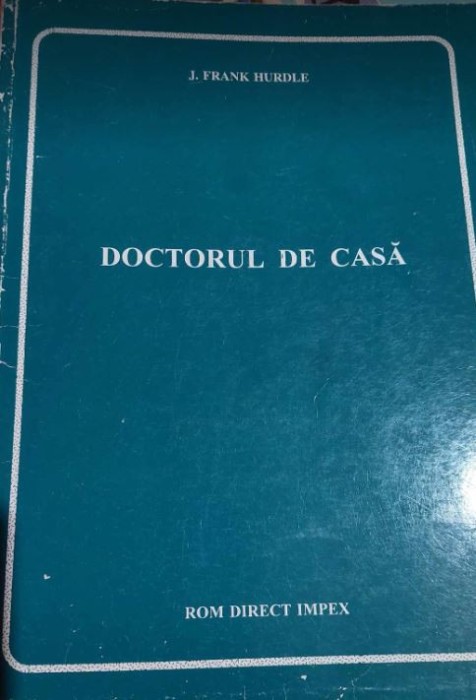 J. FRANK HURDLE
DOCTORUL DE CASĂ
ROM DIRECT IMPEX